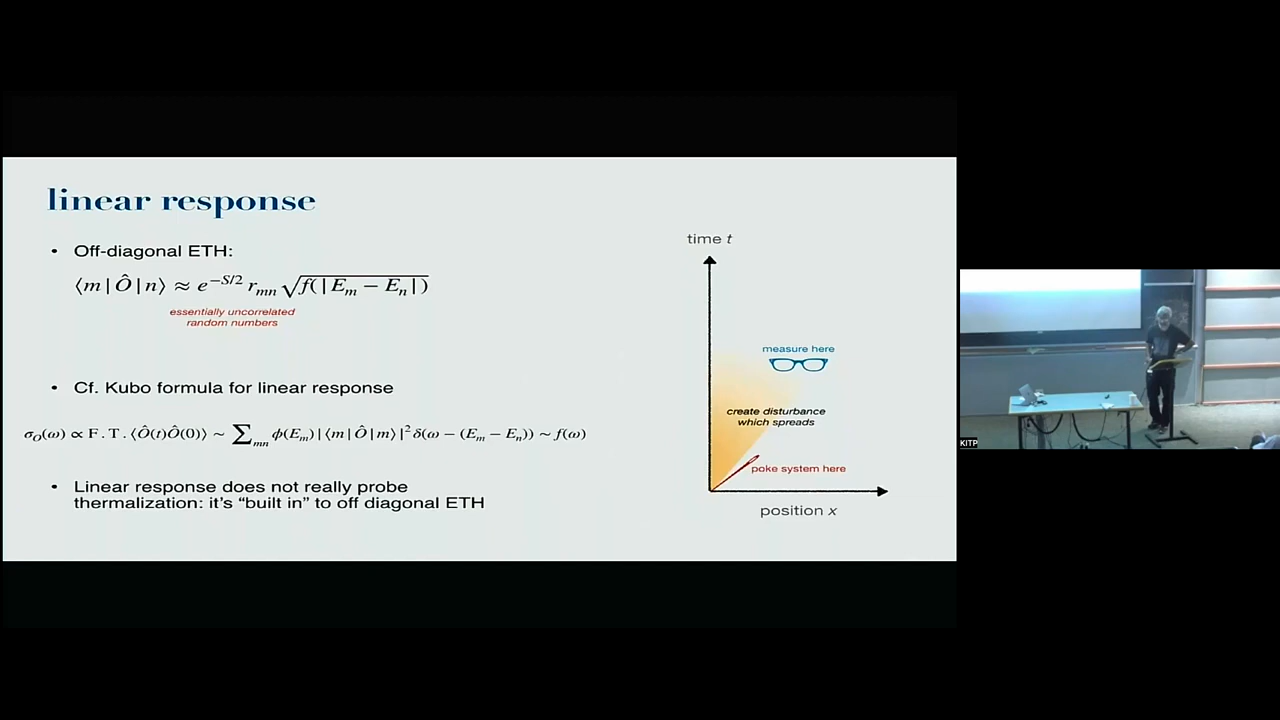 linear response
• Off-diagonal ETH:
⟨m | Ô | n⟩ ≈ e^{−S/2} r_{mn} √f(|E_m − E_n|)
essentially uncorrelated
random numbers
• Cf. Kubo formula for linear response
σ_O(ω) ∝ F.T. ⟨Ô(t)Ô(0)⟩ ~ ∑_{mn} ϕ(E_m) |⟨m | Ô | m⟩|² δ(ω − (E_m − E_n)) ~ f(ω)
• Linear response does not really probe
thermalization: it's “built in” to off diagonal ETH
time t
measure here
create disturbance
which spreads
poke system here
position x
KITP